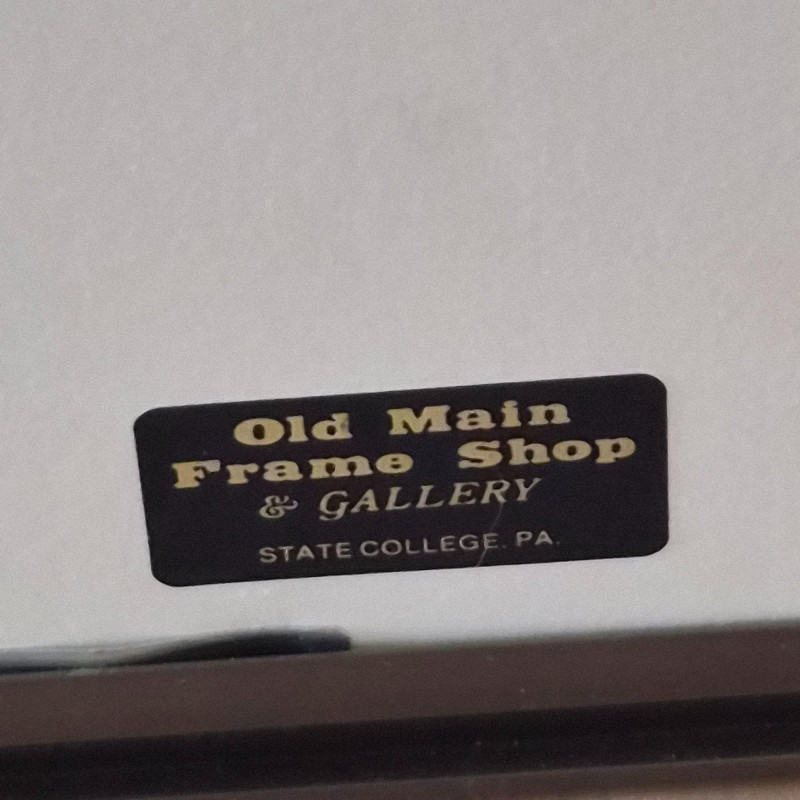 Old Main
Frame Shop
& GALLERY
STATE COLLEGE, PA.